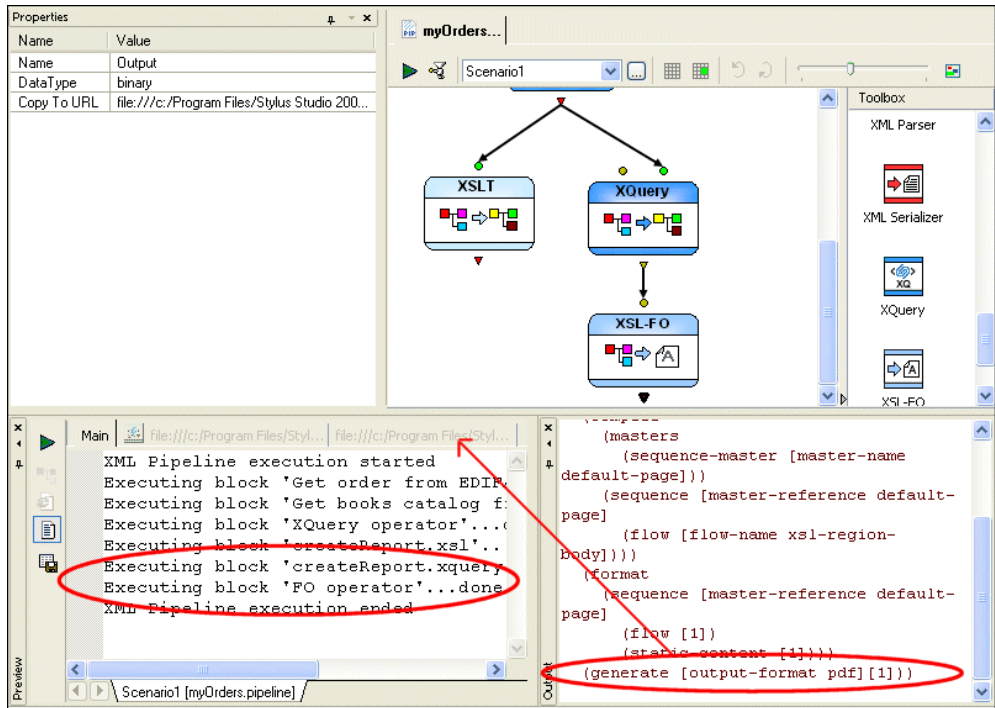 Properties
Name Value
Name Output
DataType binary
Copy To URL file:///c:/Program Files/Stylus Studio 200...
PIP myOrders...
Scenario1 ...
Toolbox
XML Parser
XML Serializer
XQ
XQuery
XSL-FO
XSLT
XQuery
XSL-FO
A
A
Main file:///c:/Program Files/Styl... file:///c:/Program Files/Styl...
XML Pipeline execution started
Executing block 'Get order from EDIF
Executing block 'Get books catalog f
Executing block 'XQuery operator'...
Executing block 'createReport.xsl'..
Executing block 'createReport.xquery
Executing block 'FO operator'...done
XML Pipeline execution ended
Preview
Scenario1 [myOrders.pipeline]
(masters
(sequence-master [master-name
default-page]))
(sequence [master-reference default-
page]
(flow [flow-name xsl-region-
body])))
(format
(sequence [master-reference default-
page]
(flow [1])
(static-content [1])))
(generate [output-format pdf][1]))
Output